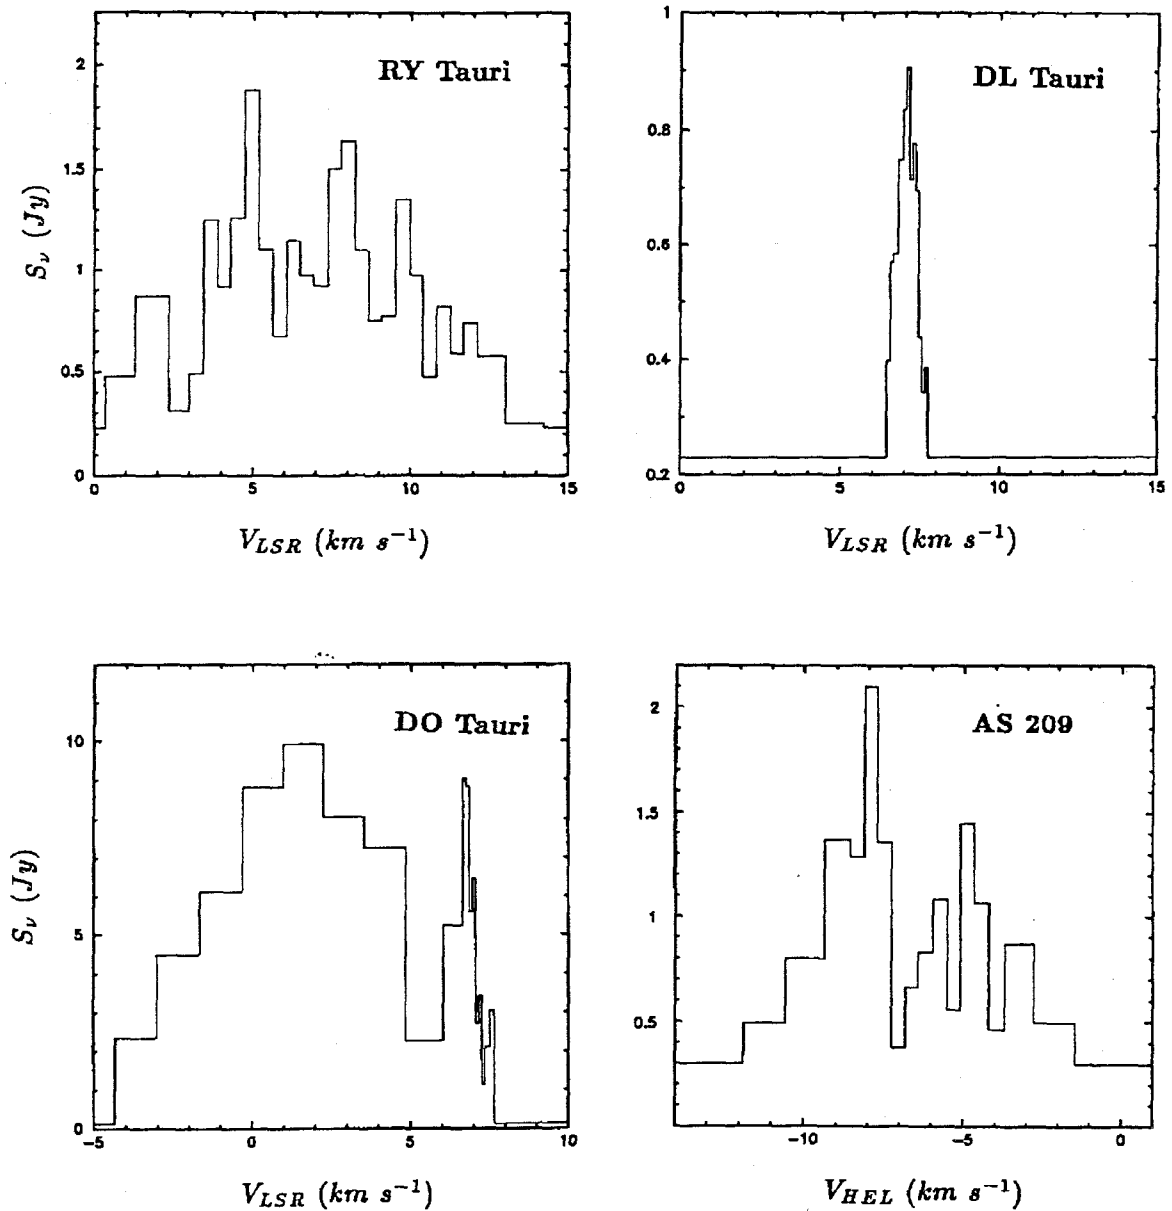 RY Tauri
S_ν (Jy)
2
1.5
1
0.5
0
0 5 10 15
V_LSR (km s⁻¹)
DL Tauri
1
0.8
0.6
0.4
0.2
0 5 10 15
V_LSR (km s⁻¹)
DO Tauri
S_ν (Jy)
10
5
0
−5 0 5 10
V_LSR (km s⁻¹)
AS 209
2
1.5
1
0.5
−10 −5 0
V_HEL (km s⁻¹)